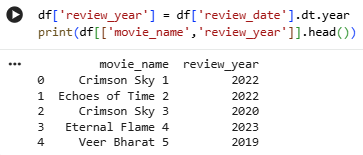 df['review_year'] = df['review_date'].dt.year
print(df[['movie_name','review_year']].head())
movie_name review_year
0 Crimson Sky 1 2022
1 Echoes of Time 2 2022
2 Crimson Sky 3 2020
3 Eternal Flame 4 2023
4 Veer Bharat 5 2019